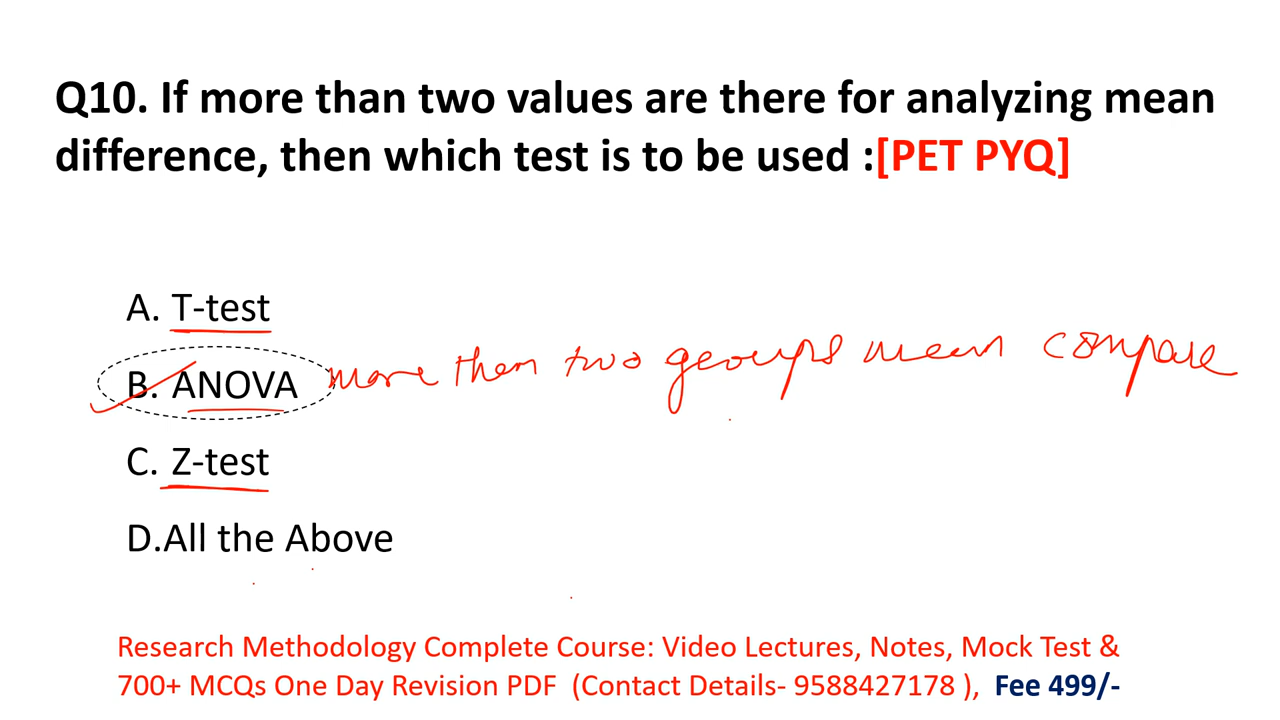 Q10. If more than two values are there for analyzing mean
difference, then which test is to be used :[PET PYQ]
A. T-test
B. ANOVA more then two groups mean compare
C. Z-test
D.All the Above
Research Methodology Complete Course: Video Lectures, Notes, Mock Test &
700+ MCQs One Day Revision PDF (Contact Details- 9588427178 ), Fee 499/-